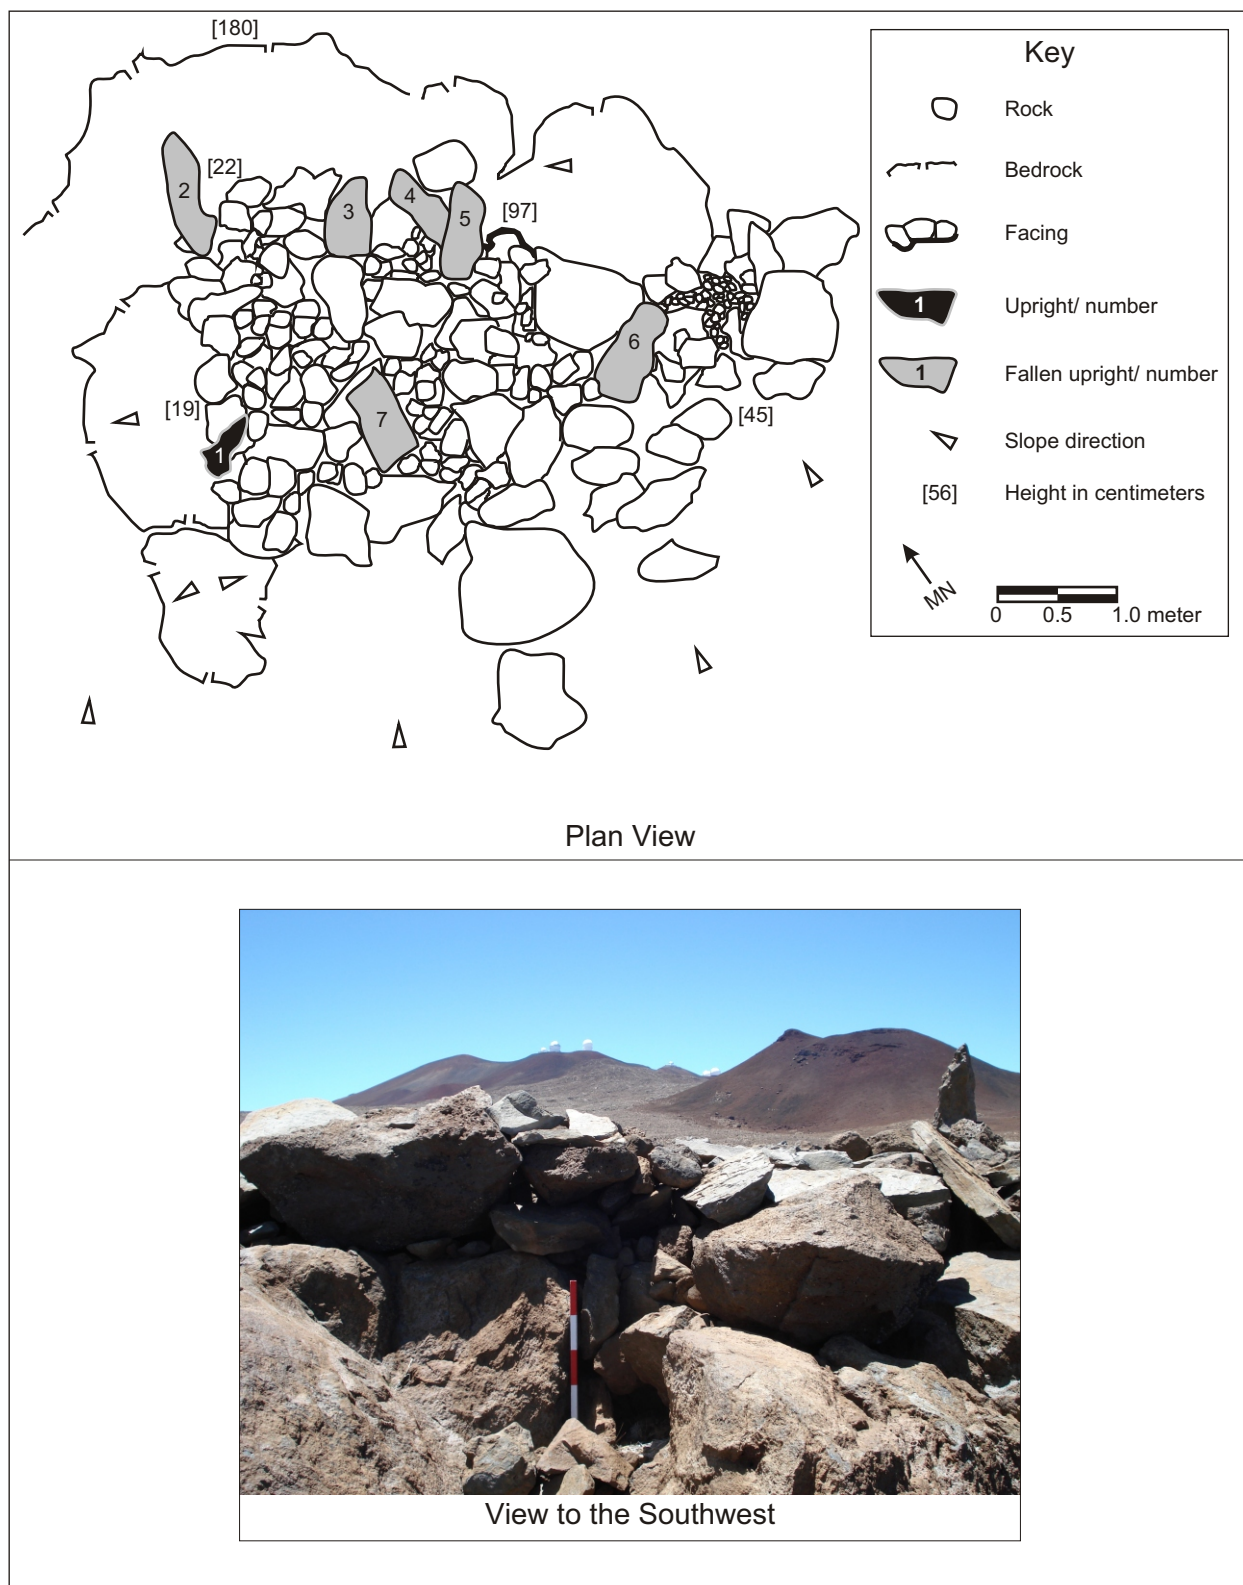 [180]
2
[22]
3
4
5
[97]
6
7
[19]
1
[45]
Plan View
Key
Rock
Bedrock
Facing
1 Upright/ number
1 Fallen upright/ number
Slope direction
[56] Height in centimeters
MN
0 0.5 1.0 meter
View to the Southwest